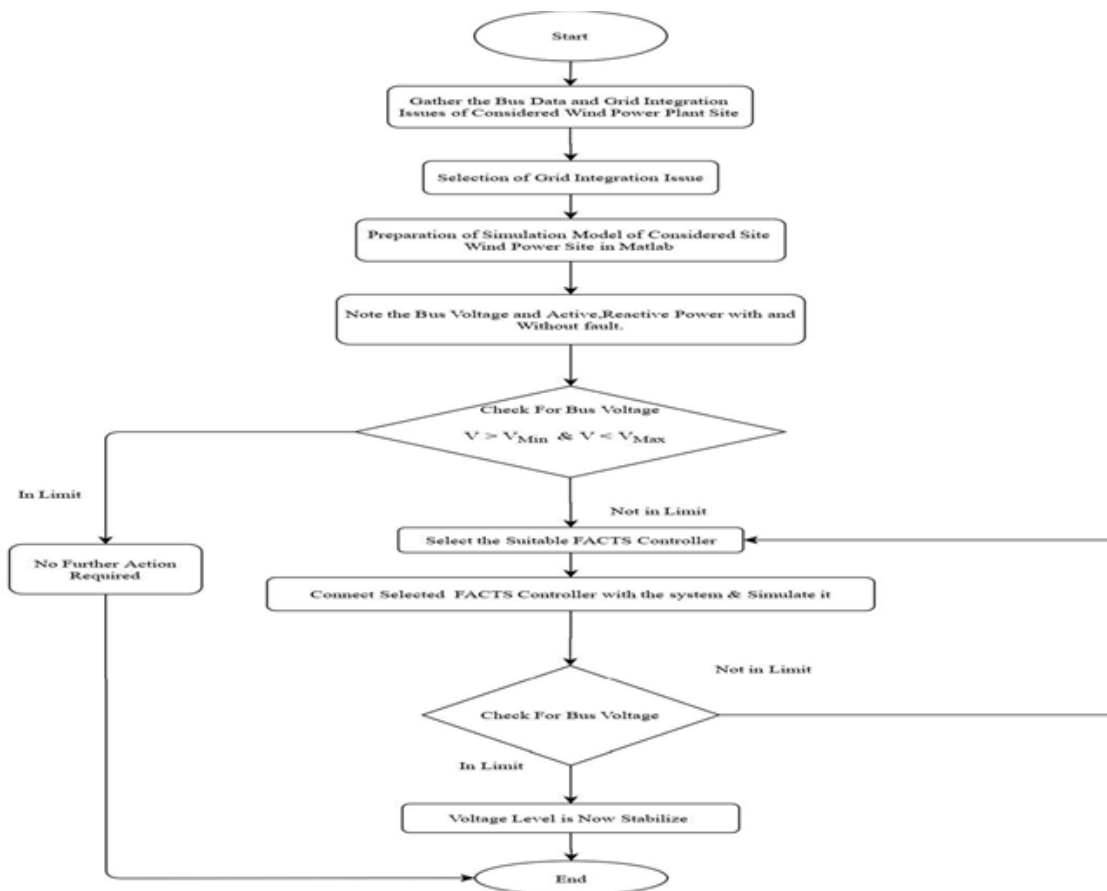 Start
Gather the Bus Data and Grid Integration
Issues of Considered Wind Power Plant Site
Selection of Grid Integration Issue
Preparation of Simulation Model of Considered Site
Wind Power Site in Matlab
Note the Bus Voltage and Active,Reactive Power with and
Without fault.
Check For Bus Voltage
V > VMin & V < VMax
In Limit
Not in Limit
No Further Action
Required
Select the Suitable FACTS Controller
Connect Selected FACTS Controller with the system & Simulate it
Not in Limit
Check For Bus Voltage
In Limit
Voltage Level is Now Stabilize
End